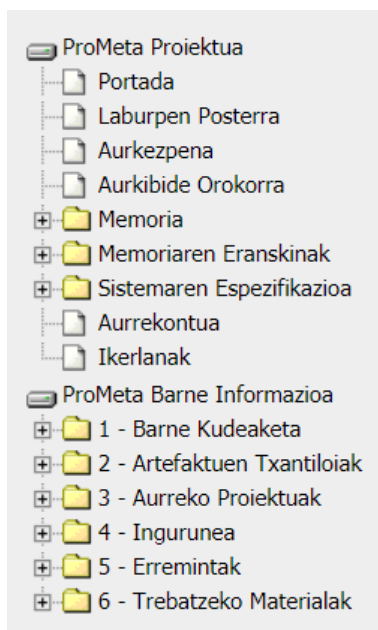 ProMeta Proiektua
Portada
Laburpen Posterra
Aurkezpena
Aurkibide Orokorra
Memoria
Memoriaren Eranskinak
Sistemaren Espezifikazioa
Aurrekontua
Ikerlanak
ProMeta Barne Informazioa
1 - Barne Kudeaketa
2 - Artefaktuen Txantiloiak
3 - Aurreko Proiektuak
4 - Ingurunea
5 - Erremintak
6 - Trebatzeko Materialak